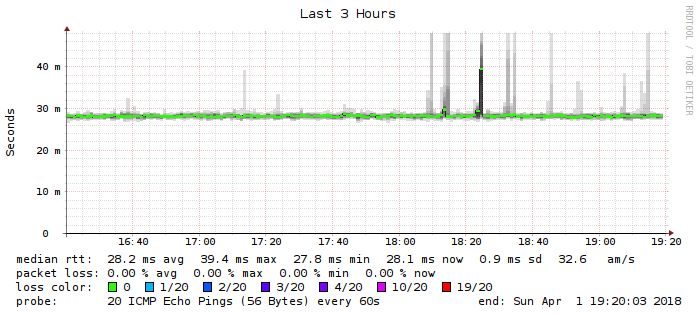 Last 3 Hours
RRDTOOL / TOBI OETIKER
Seconds
40 m
30 m
20 m
10 m
0
16:40 17:00 17:20 17:40 18:00 18:20 18:40 19:00 19:20
median rtt: 28.2 ms avg 39.4 ms max 27.8 ms min 28.1 ms now 0.9 ms sd 32.6 am/s
packet loss: 0.00 % avg 0.00 % max 0.00 % min 0.00 % now
loss color: 0 1/20 2/20 3/20 4/20 10/20 19/20
probe: 20 ICMP Echo Pings (56 Bytes) every 60s end: Sun Apr 1 19:20:03 2018